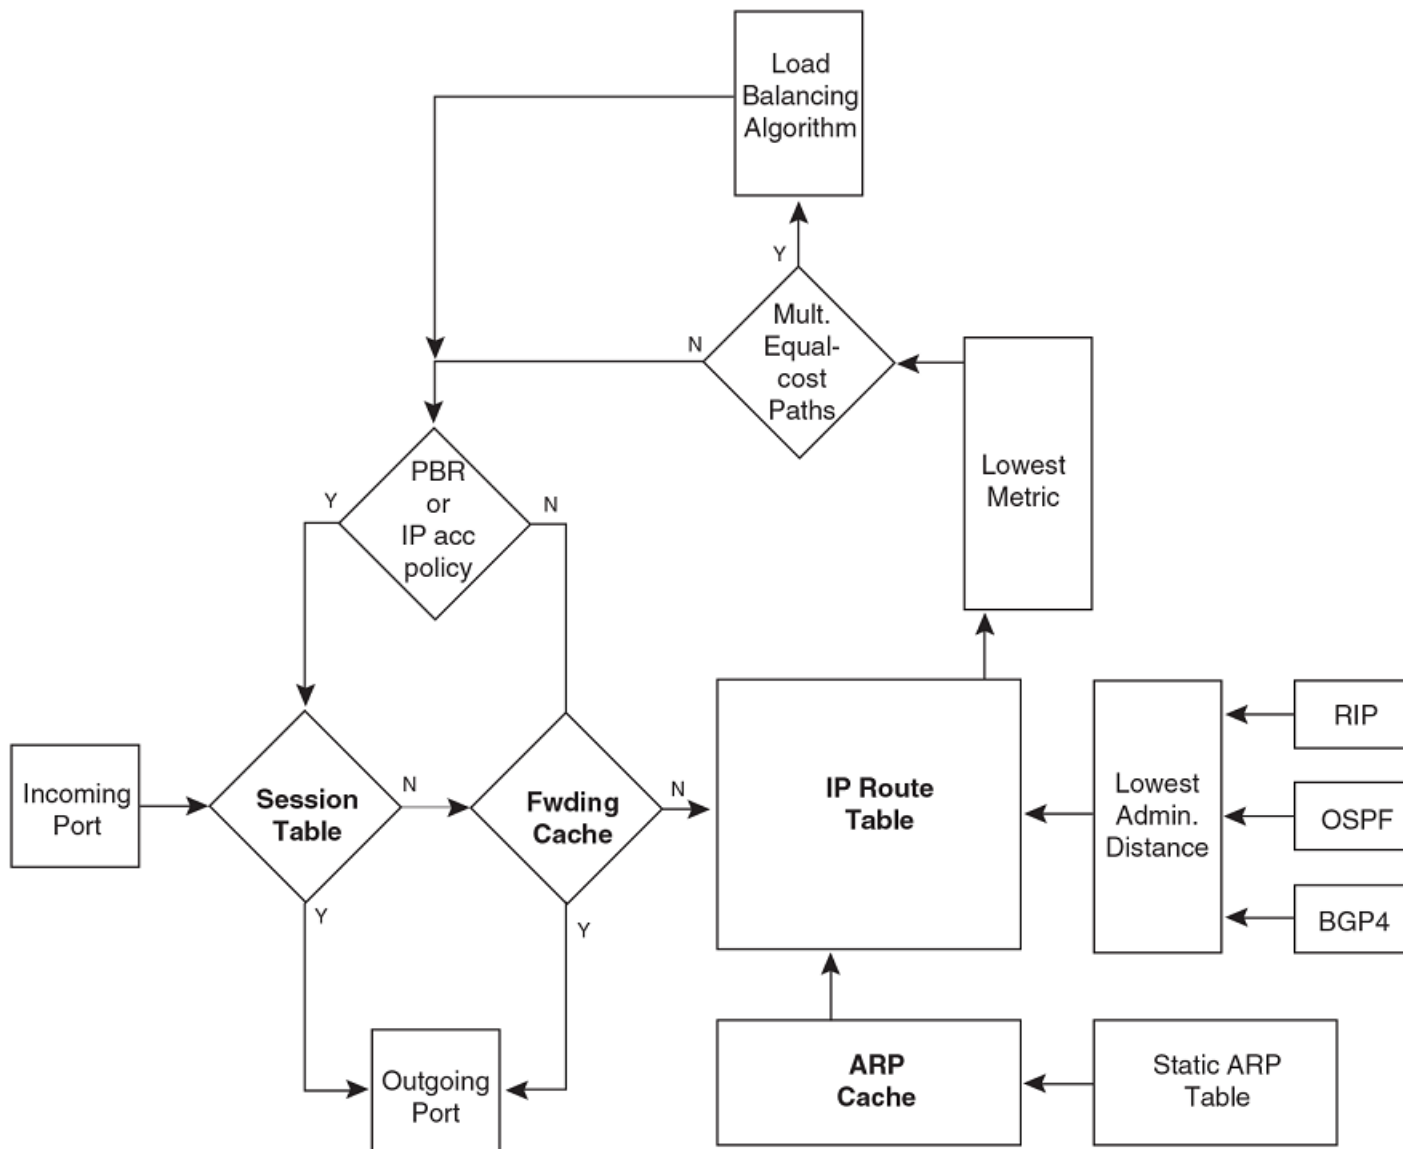 Load
Balancing
Algorithm
Y
Mult.
Equal-
cost
Paths
N
Lowest
Metric
PBR
or
IP acc
policy
Y
N
Incoming
Port
Session
Table
N
Y
Fwding
Cache
N
Y
IP Route
Table
Lowest
Admin.
Distance
RIP
OSPF
BGP4
Outgoing
Port
ARP
Cache
Static ARP
Table